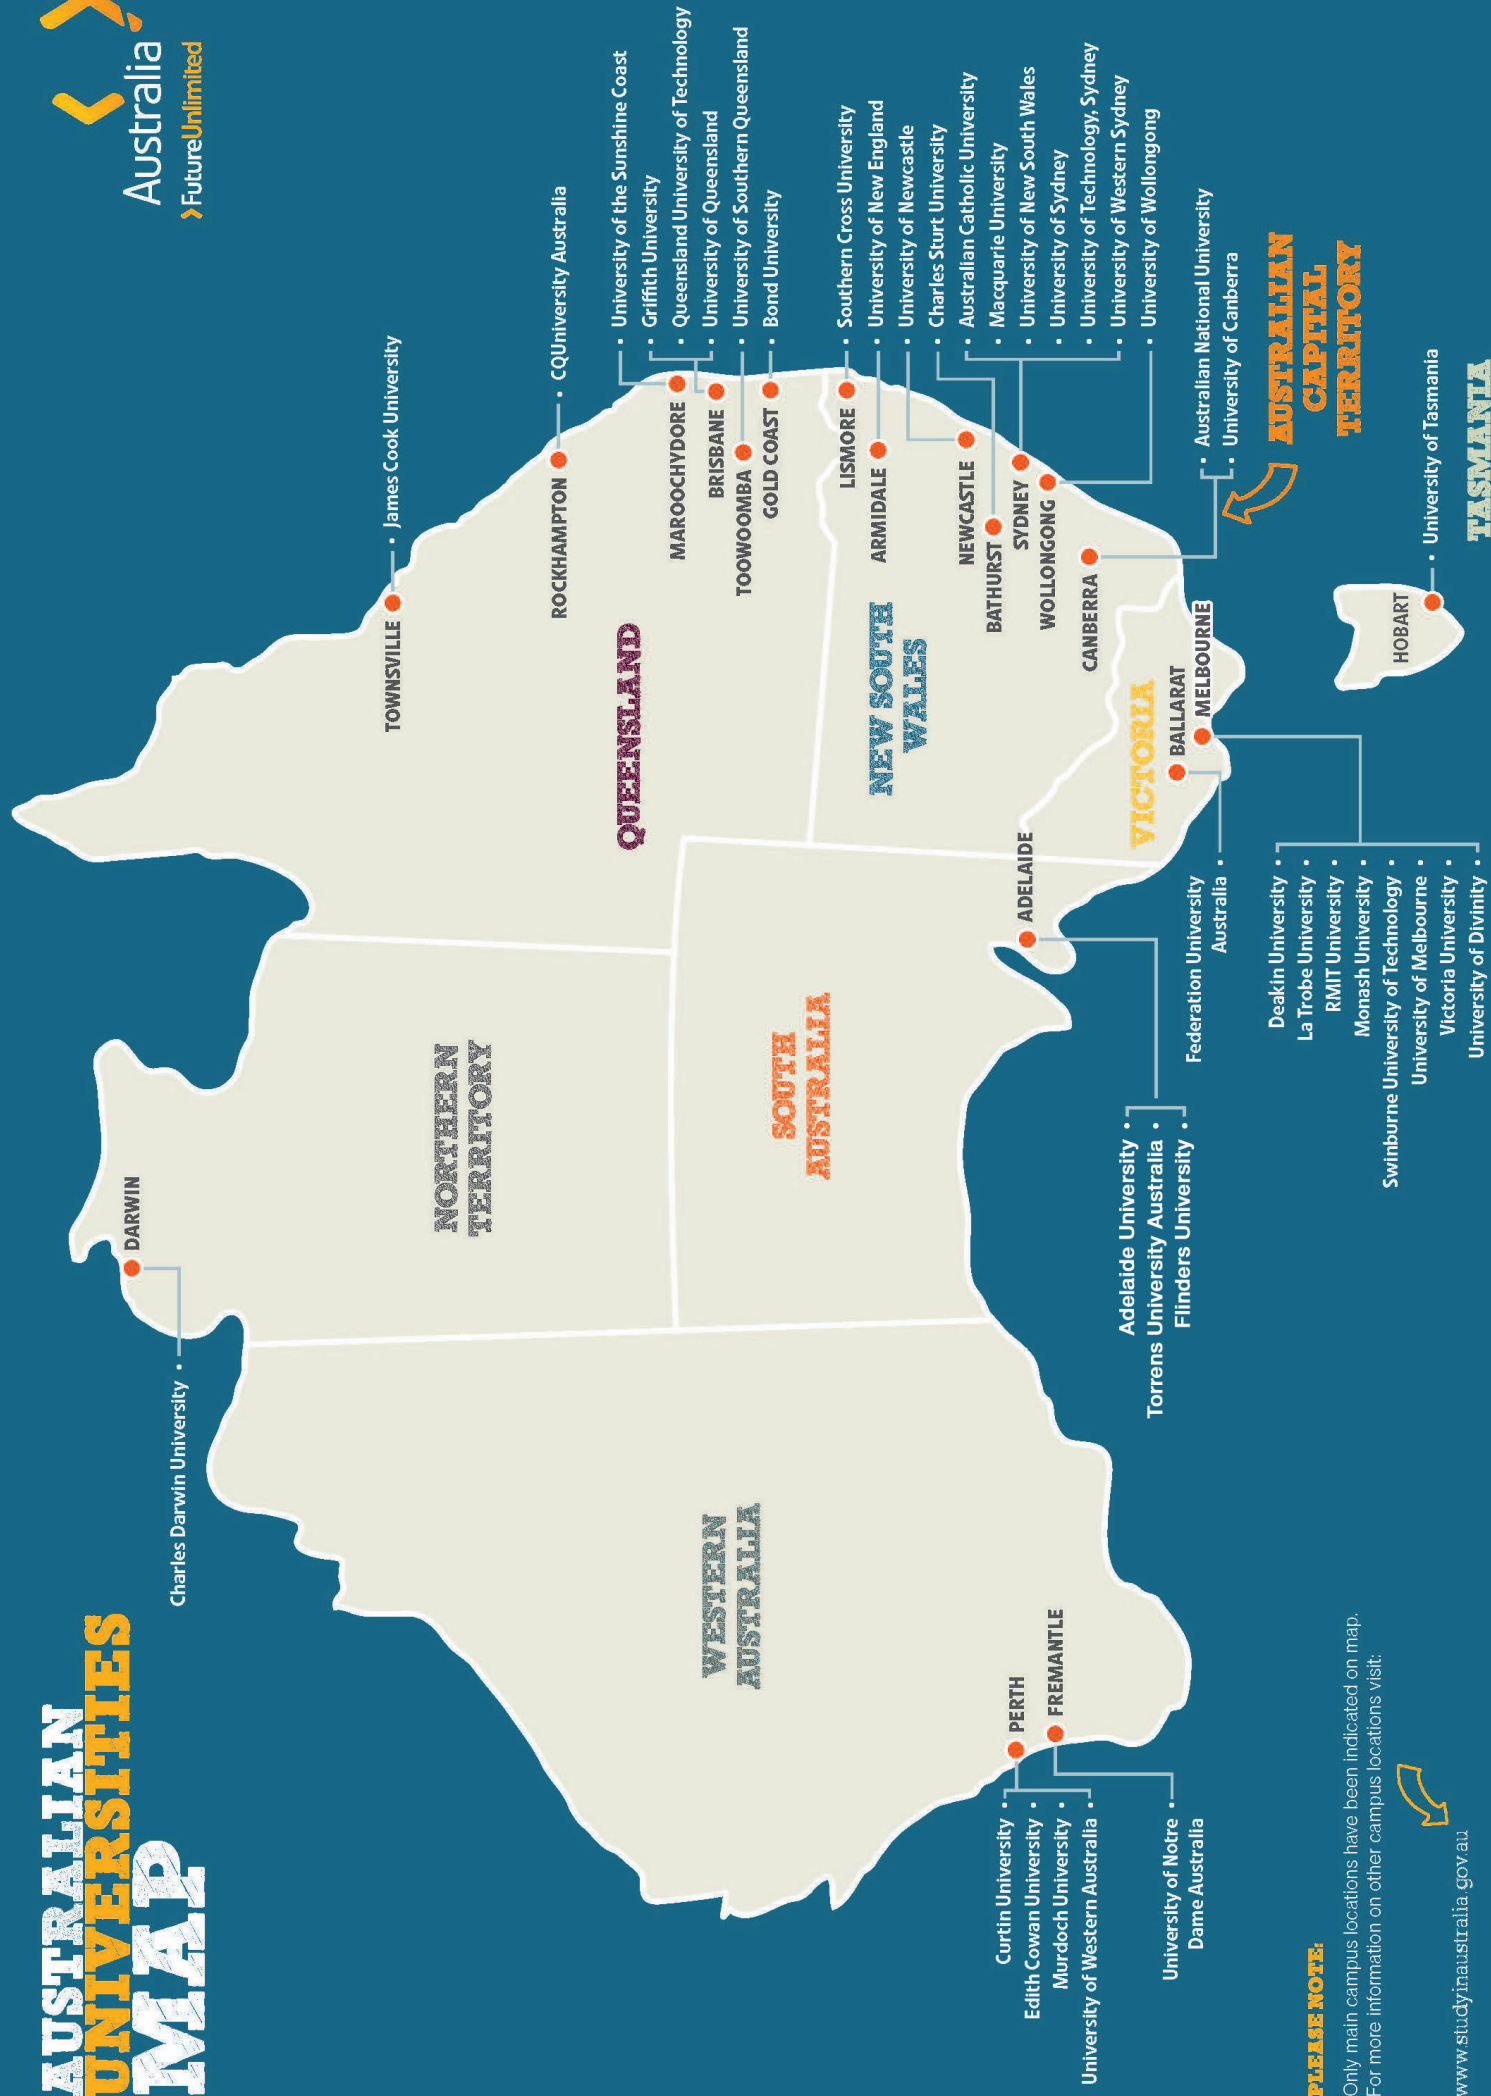 AUSTRALIAN
UNIVERSITIES
MAP
Australia
FutureUnlimited
Charles Darwin University
DARWIN
NORTHERN
TERRITORY
WESTERN
AUSTRALIA
SOUTH
AUSTRALIA
QUEENSLAND
NEW SOUTH
WALES
VICTORIA
TOWNSVILLE
James Cook University
ROCKHAMPTON
CQUniversity Australia
MAROOCHYDORE
BRISBANE
TOOWOOMBA
GOLD COAST
University of the Sunshine Coast
Griffith University
Queensland University of Technology
University of Queensland
University of Southern Queensland
Bond University
LISMORE
ARMIDALE
NEWCASTLE
BATHURST
SYDNEY
WOLLONGONG
CANBERRA
Southern Cross University
University of New England
University of Newcastle
Charles Sturt University
Australian Catholic University
Macquarie University
University of New South Wales
University of Sydney
University of Technology, Sydney
University of Western Sydney
University of Wollongong
Australian National University
University of Canberra
AUSTRALIAN
CAPITAL
TERRITORY
PERTH
FREMANTLE
Curtin University
Edith Cowan University
Murdoch University
University of Western Australia
University of Notre
Dame Australia
ADELAIDE
Adelaide University
Torrens University Australia
Flinders University
BALLARAT
MELBOURNE
Federation University
Australia
Deakin University
La Trobe University
RMIT University
Monash University
Swinburne University of Technology
University of Melbourne
Victoria University
University of Divinity
HOBART
University of Tasmania
TASMANIA
PLEASE NOTE:
Only main campus locations have been indicated on map.
For more information on other campus locations visit:
www.studyinaustralia.gov.au